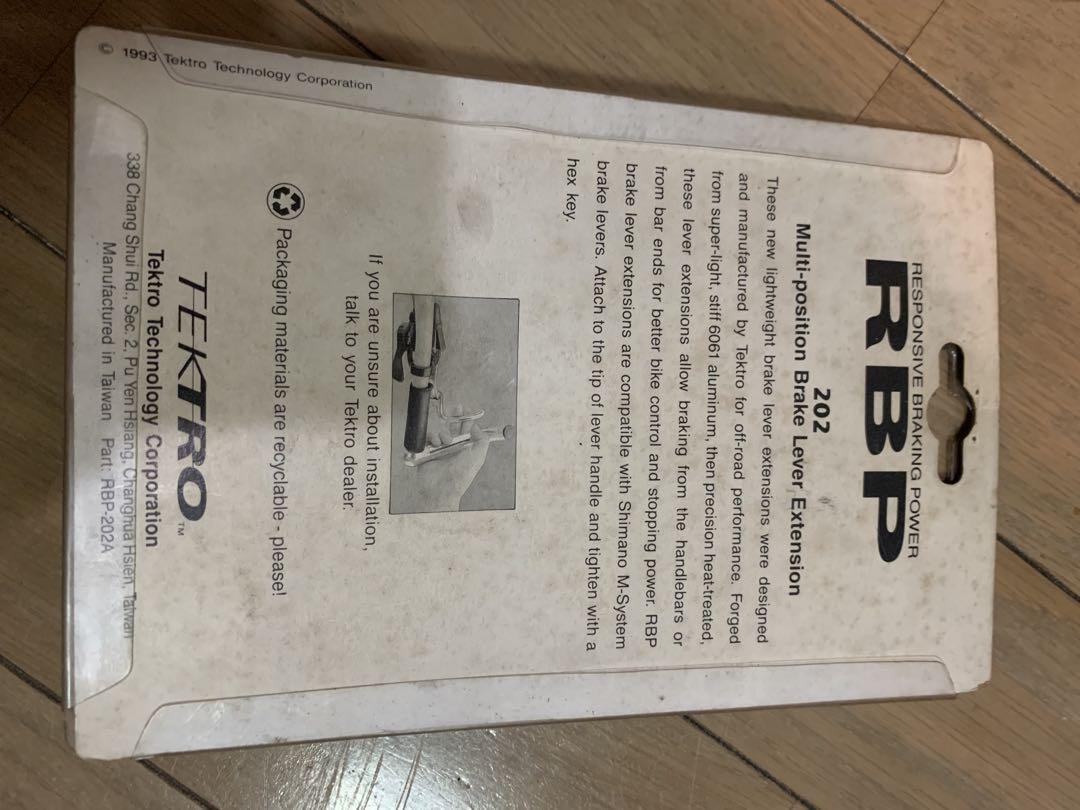 RESPONSIVE BRAKING POWER
RBP
202
Multi-position Brake Lever Extension
These new lightweight brake lever extensions were designed
and manufactured by Tektro for off-road performance. Forged
from super-light, stiff 6061 aluminum, then precision heat-treated,
these lever extensions allow braking from the handlebars or
from bar ends for better bike control and stopping power. RBP
brake lever extensions are compatible with Shimano M-System
brake levers. Attach to the tip of lever handle and tighten with a
hex key.
If you are unsure about installation,
talk to your Tektro dealer.
Packaging materials are recyclable - please!
TEKTRO™
Tektro Technology Corporation
338 Chang Shui Rd., Sec. 2, Pu Yen Hsiang, Changhua Hsien, Taiwan
Manufactured in Taiwan Part: RBP-202A
© 1993 Tektro Technology Corporation